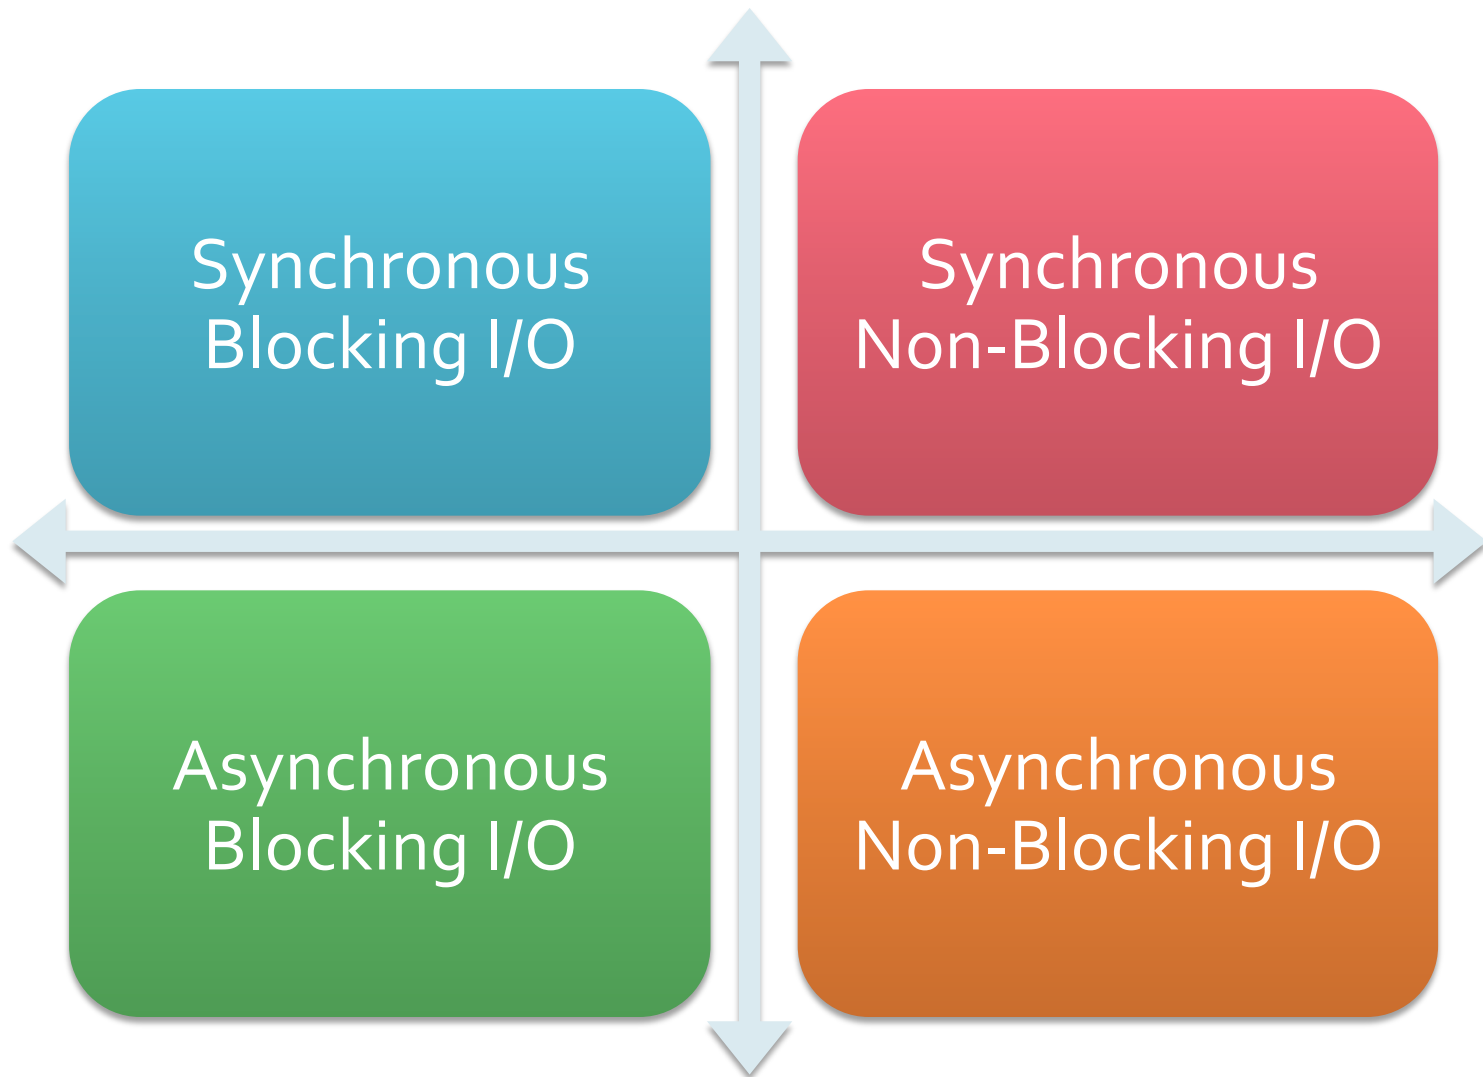 Synchronous
Blocking I/O
Synchronous
Non-Blocking I/O
Asynchronous
Blocking I/O
Asynchronous
Non-Blocking I/O